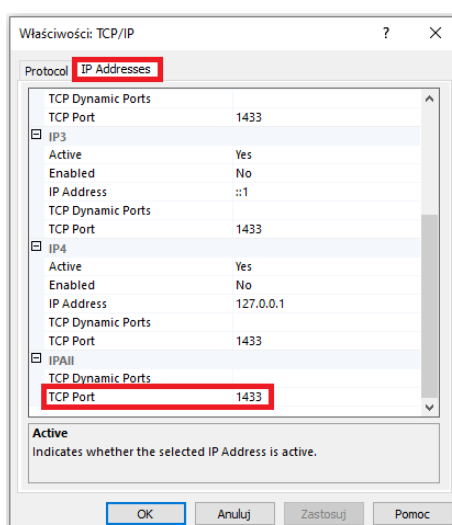 Właściwości: TCP/IP ? ×
Protocol IP Addresses
TCP Dynamic Ports
TCP Port 1433
IP3
Active Yes
Enabled No
IP Address ::1
TCP Dynamic Ports
TCP Port 1433
IP4
Active Yes
Enabled No
IP Address 127.0.0.1
TCP Dynamic Ports
TCP Port 1433
IPAll
TCP Dynamic Ports
TCP Port 1433
Active
Indicates whether the selected IP Address is active.
OK Anuluj Zastosuj Pomoc